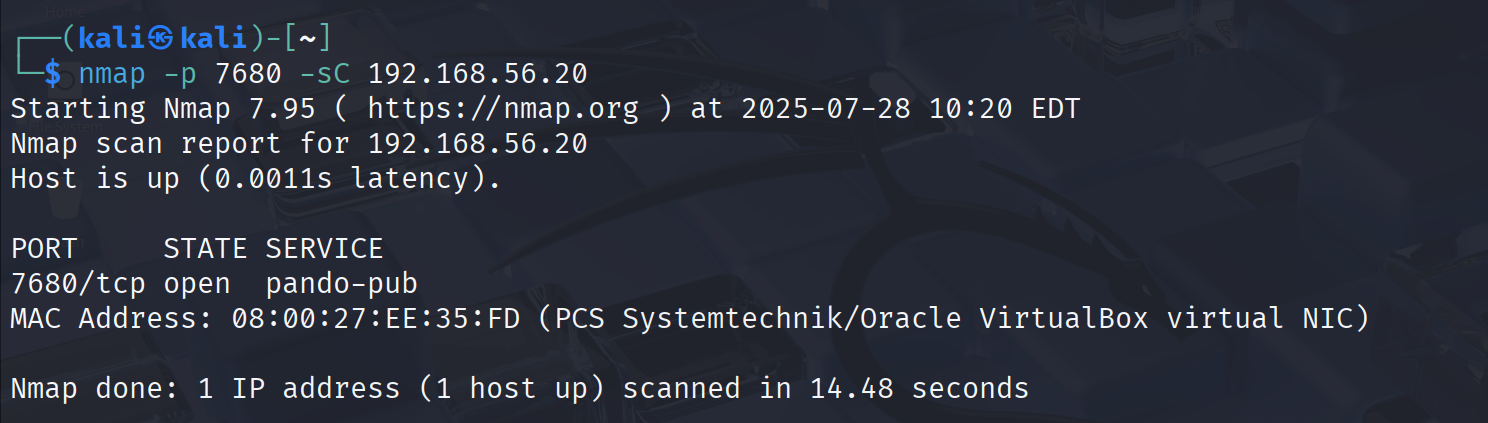 ┌──(kali㉿kali)-[~]
└─$ nmap -p 7680 -sC 192.168.56.20
Starting Nmap 7.95 ( https://nmap.org ) at 2025-07-28 10:20 EDT
Nmap scan report for 192.168.56.20
Host is up (0.0011s latency).

PORT     STATE SERVICE
7680/tcp open  pando-pub
MAC Address: 08:00:27:EE:35:FD (PCS Systemtechnik/Oracle VirtualBox virtual NIC)

Nmap done: 1 IP address (1 host up) scanned in 14.48 seconds